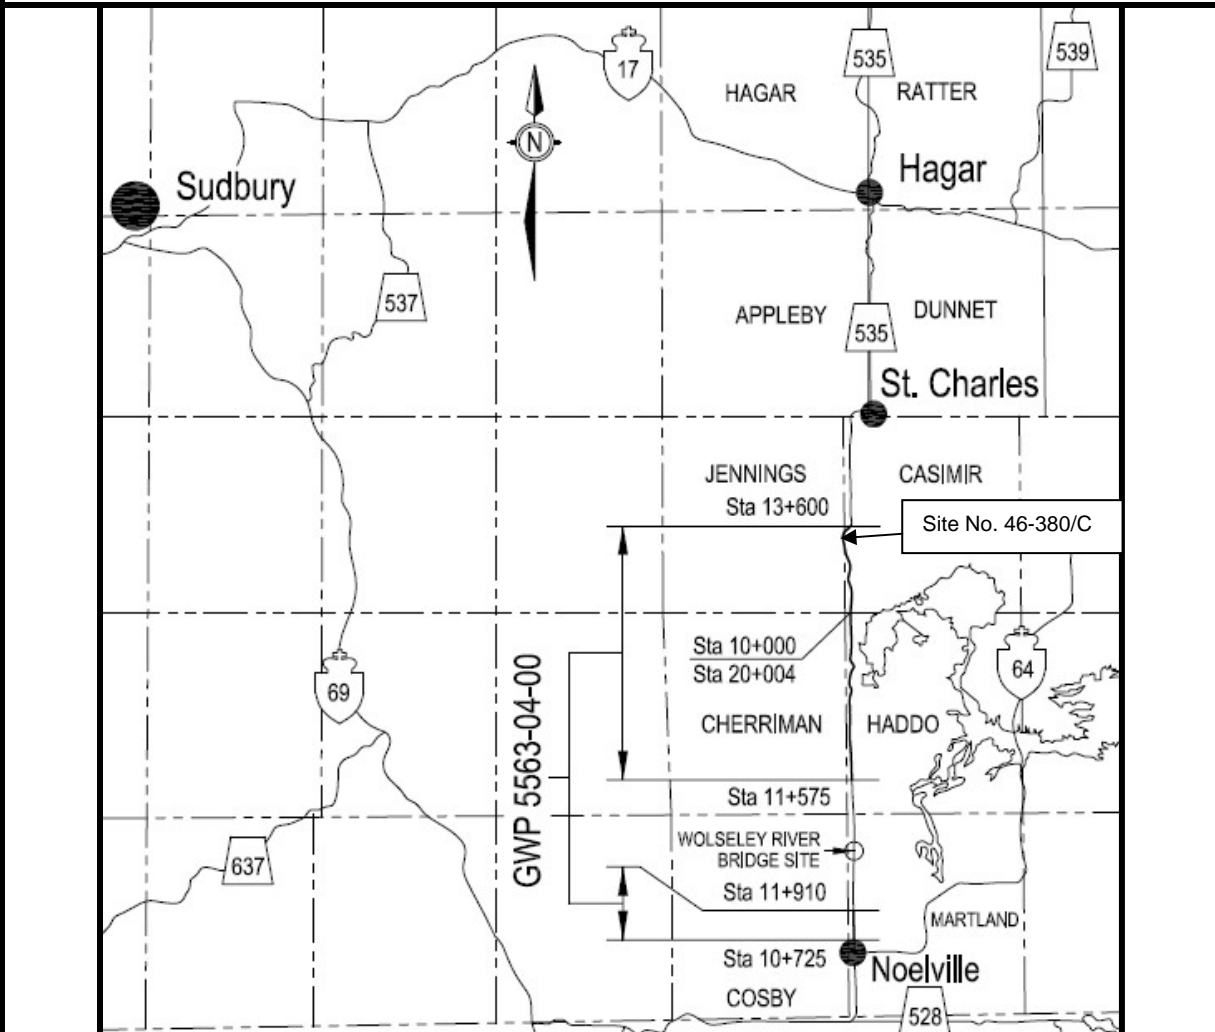 17
535
539
HAGAR
RATTER
N
Hagar
Sudbury
537
APPLEBY
DUNNET
535
St. Charles
JENNINGS
CASIMIR
Sta 13+600
Site No. 46-380/C
Sta 10+000
Sta 20+004
64
69
GWP 5563-04-00
CHERRIMAN
HADDO
Sta 11+575
WOLSELEY RIVER
BRIDGE SITE
637
Sta 11+910
MARTLAND
Sta 10+725
Noelville
COSBY
528